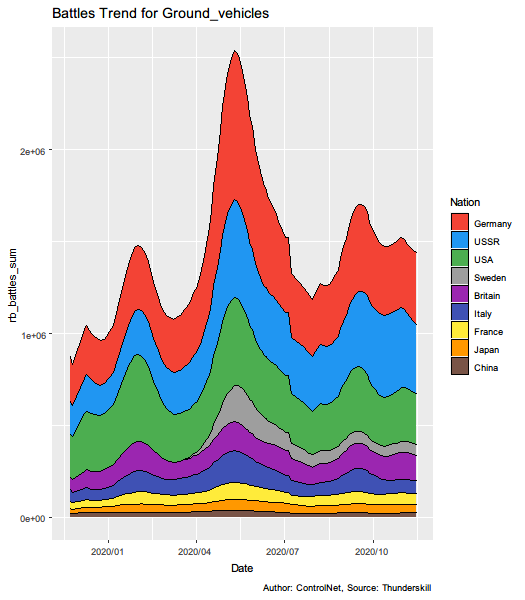 Battles Trend for Ground_vehicles
rb_battles_sum
2e+06
1e+06
0e+00
2020/01
2020/04
2020/07
2020/10
Date
Nation
Germany
USSR
USA
Sweden
Britain
Italy
France
Japan
China
Author: ControlNet, Source: Thunderskill